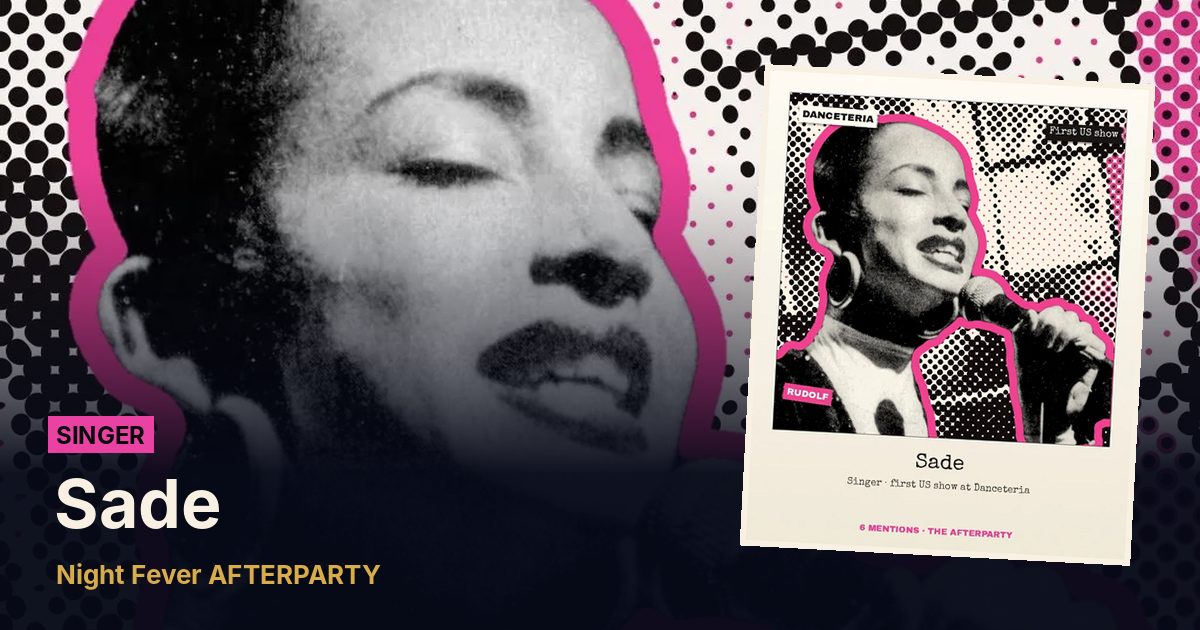 SINGER
Sade
Night Fever AFTERPARTY
DANCETERIA
First US show
RUDOLF
Sade
Singer · first US show at Danceteria
6 MENTIONS · THE AFTERPARTY